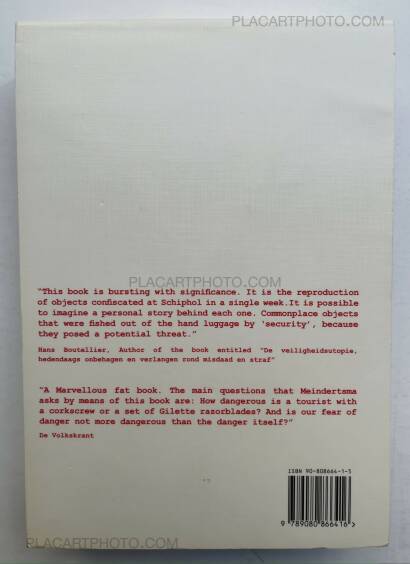 PLACARTPHOTO.COM
PLACARTPHOTO.COM
"This book is bursting with significance. It is the reproduction
of objects confiscated at Schiphol in a single week.It is possible
to imagine a personal story behind each one. Commonplace objects
that were fished out of the hand luggage by 'security', because
they posed a potential threat."
Hans Boutallier, Author of the book entitled "De veiligheidsutopie,
hedendaags onbehagen en verlangen rond misdaad en straf"
"A Marvellous fat book. The main questions that Meindertsma
asks by means of this book are: How dangerous is a tourist with
a corkscrew or a set of Gilette razorblades? And is our fear of
danger not more dangerous than the danger itself?"
De Volkskrant
ISBN 90-808664-1-5
9 789080 866416 >
PLACARTPHOTO.COM